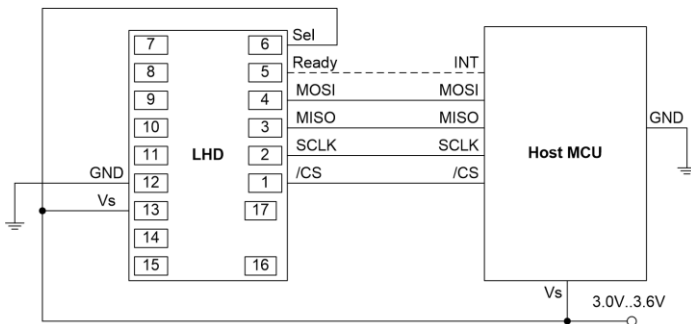 7 6 Sel
8 5 Ready INT
9 4 MOSI MOSI
10 3 MISO MISO GND
11 LHD 2 SCLK SCLK Host MCU
GND 12 1 /CS /CS
Vs 13 17
14
15 16
Vs 3.0V..3.6V